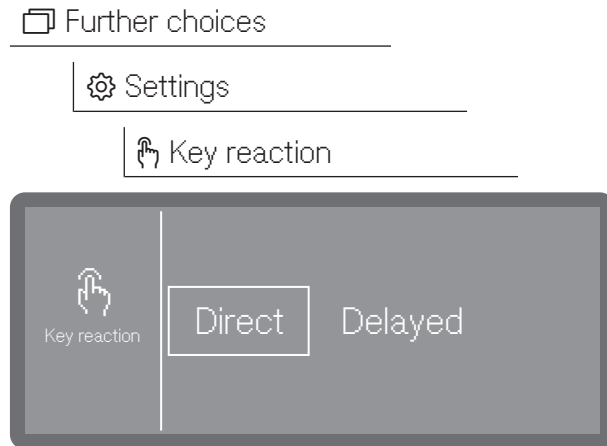 Further choices
Settings
Key reaction
Key reaction
Direct
Delayed